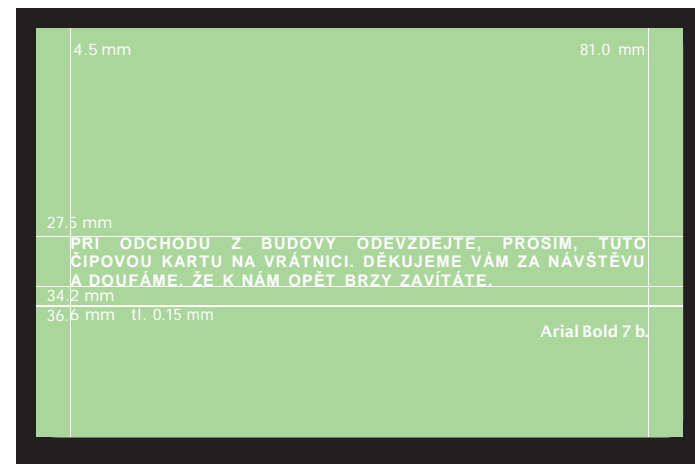 4.5 mm 81.0 mm
27.5 mm
PŘI ODCHODU Z BUDOVY ODEVZDEJTE, PROSÍM, TUTO
ČIPOVOU KARTU NA VRÁTNICI. DĚKUJEME VÁM ZA NÁVŠTĚVU
A DOUFÁME, ŽE K NÁM OPĚT BRZY ZAVÍTÁTE.
34.2 mm
36.6 mm tl. 0.15 mm
Arial Bold 7 b.